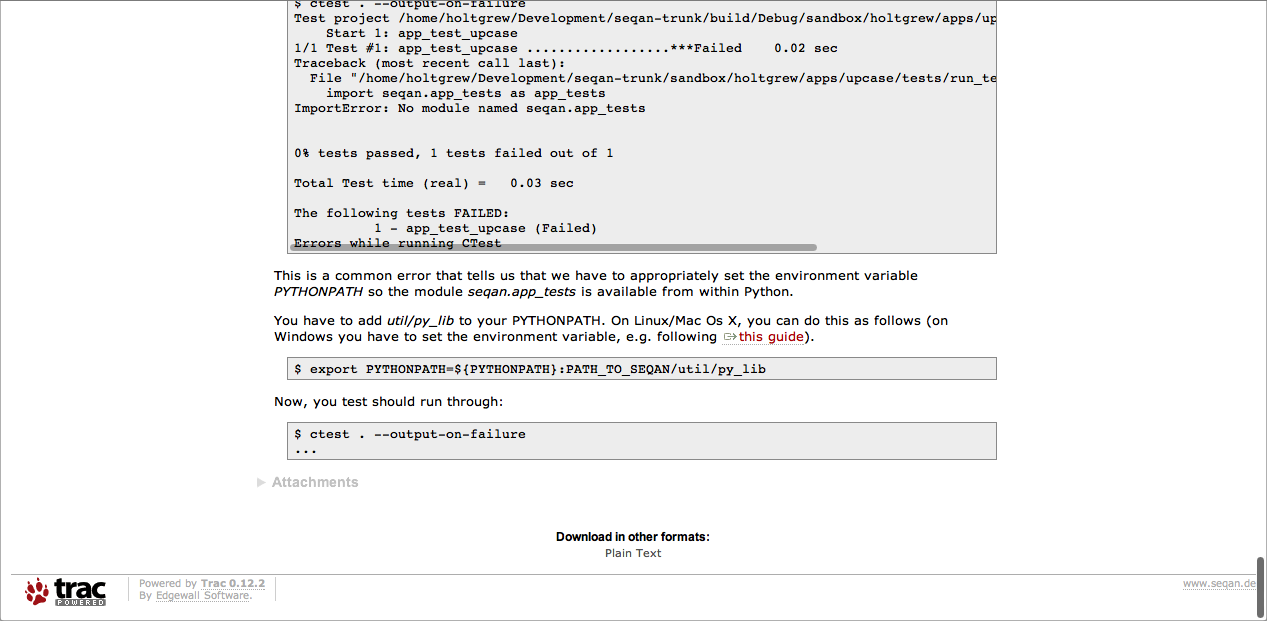 $ ctest . --output-on-failure
Test project /home/holtgrew/Development/seqan-trunk/build/Debug/sandbox/holtgrew/apps/up
Start 1: app_test_upcase
1/1 Test #1: app_test_upcase ..................***Failed    0.02 sec
Traceback (most recent call last):
File "/home/holtgrew/Development/seqan-trunk/sandbox/holtgrew/apps/upcase/tests/run_te
import seqan.app_tests as app_tests
ImportError: No module named seqan.app_tests
0% tests passed, 1 tests failed out of 1
Total Test time (real) =   0.03 sec
The following tests FAILED:
1 - app_test_upcase (Failed)
Errors while running CTest
This is a common error that tells us that we have to appropriately set the environment variable
PYTHONPATH so the module seqan.app_tests is available from within Python.
You have to add util/py_lib to your PYTHONPATH. On Linux/Mac Os X, you can do this as follows (on
Windows you have to set the environment variable, e.g. following this guide).
$ export PYTHONPATH=${PYTHONPATH}:PATH_TO_SEQAN/util/py_lib
Now, you test should run through:
$ ctest . --output-on-failure
...
Attachments
Download in other formats:
Plain Text
trac
POWERED
Powered by Trac 0.12.2
By Edgewall Software.
www.seqan.de